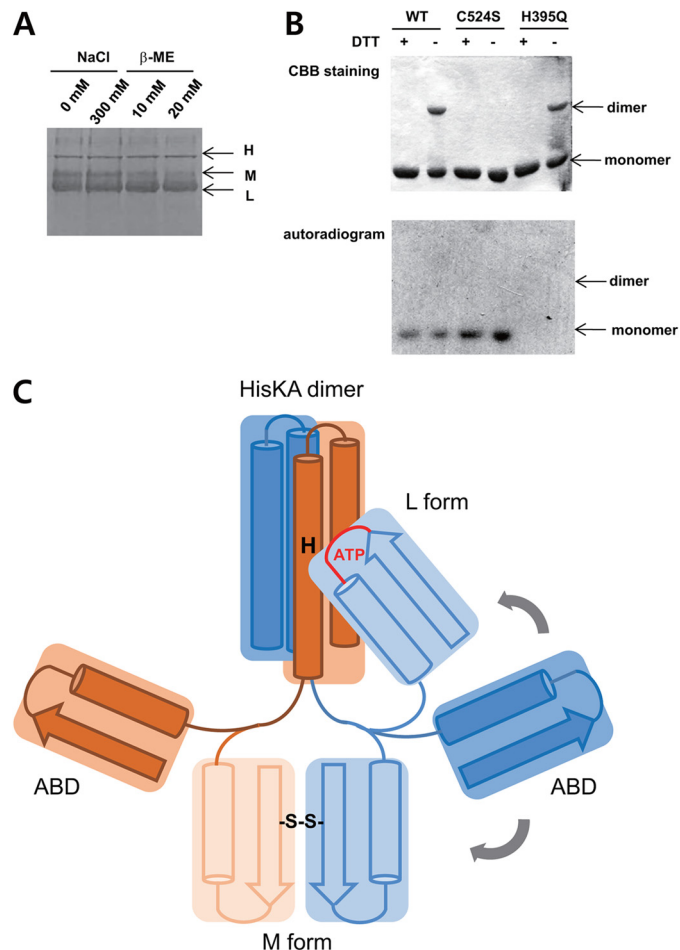 A
NaCl β-ME
0 mM 300 mM 10 mM 20 mM
H
M
L
B
WT C524S H395Q
DTT + - + - + -
CBB staining
dimer
monomer
autoradiogram
dimer
monomer
C
HisKA dimer
L form
H
ATP
ABD
ABD
-S-S-
M form